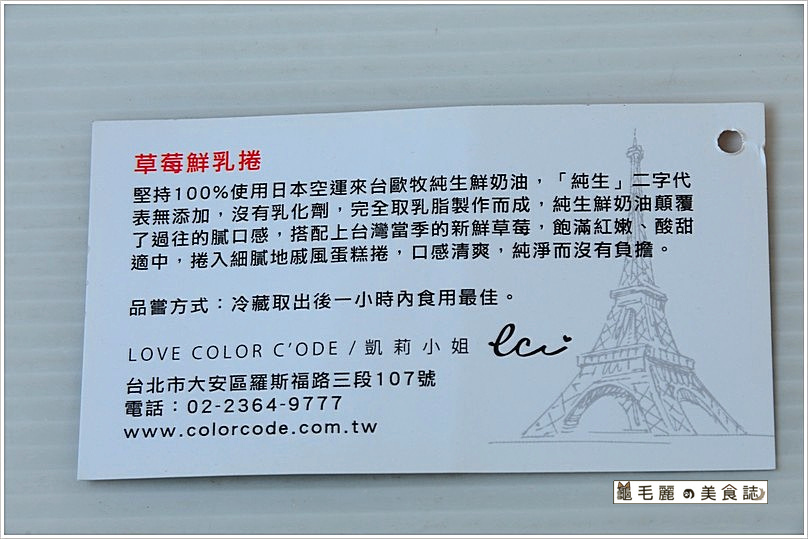 草莓鮮乳捲
堅持100%使用日本空運來台歐牧純生鮮奶油，「純生」二字代
表無添加，沒有乳化劑，完全取乳脂製作而成，純生鮮奶油顛覆
了過往的膩口感，搭配上台灣當季的新鮮草莓，飽滿紅嫩、酸甜
適中，捲入細膩地戚風蛋糕捲，口感清爽，純淨而沒有負擔。
品嘗方式：冷藏取出後一小時內食用最佳。
LOVE COLOR C'ODE / 凱莉小姐 lci
台北市大安區羅斯福路三段107號
電話：02-2364-9777
www.colorcode.com.tw
毛麗の美食誌